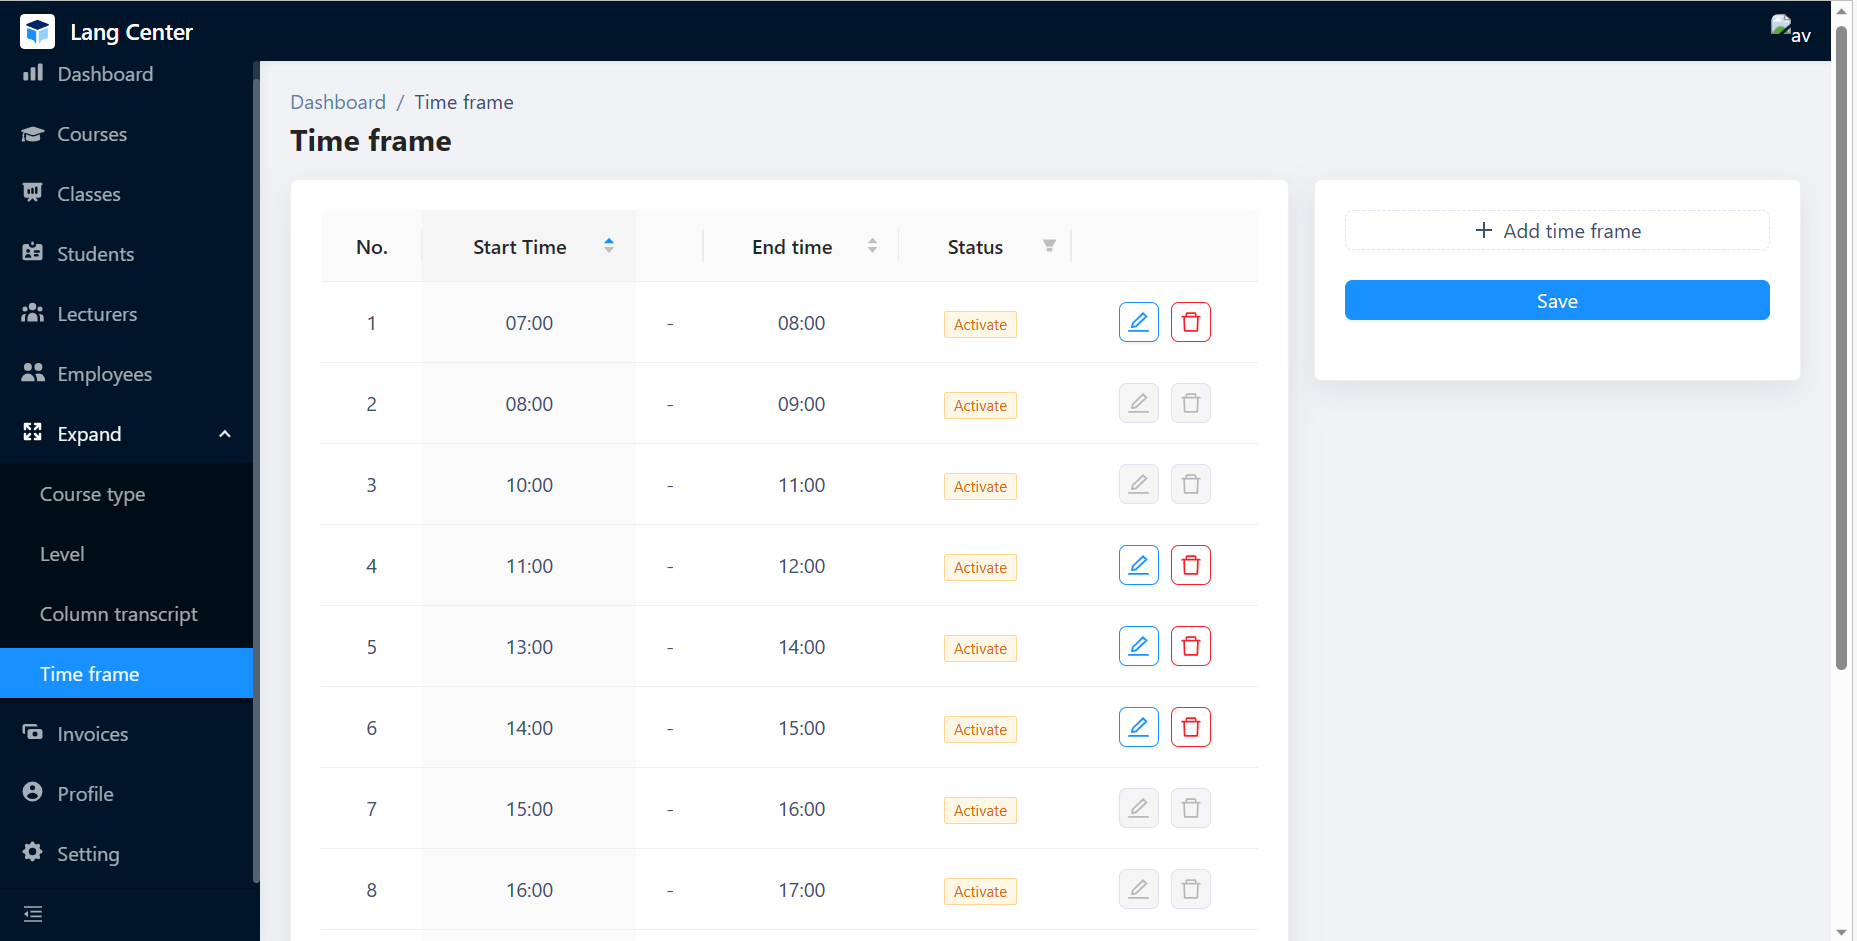 Lang Center
av
Dashboard
Courses
Classes
Students
Lecturers
Employees
Expand
Course type
Level
Column transcript
Time frame
Invoices
Profile
Setting
Dashboard / Time frame
Time frame
No. Start Time End time Status
1 07:00 - 08:00 Activate
2 08:00 - 09:00 Activate
3 10:00 - 11:00 Activate
4 11:00 - 12:00 Activate
5 13:00 - 14:00 Activate
6 14:00 - 15:00 Activate
7 15:00 - 16:00 Activate
8 16:00 - 17:00 Activate
+ Add time frame
Save